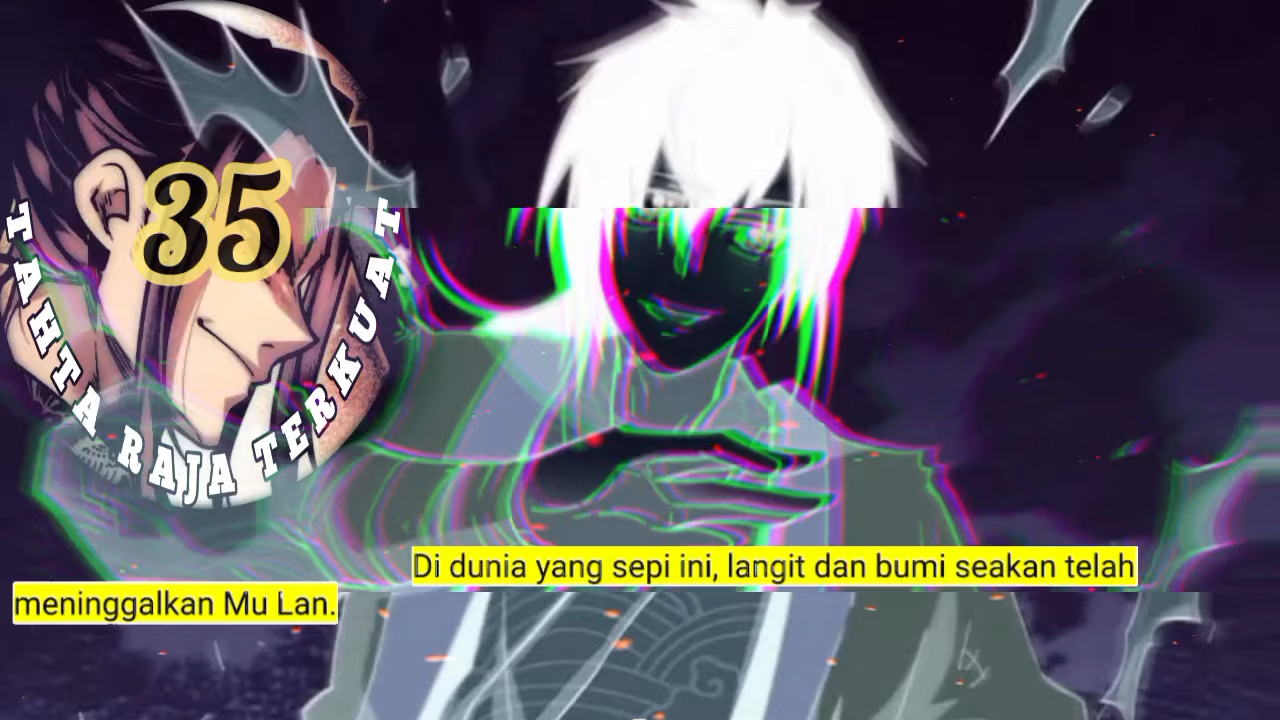 35
TAHTA RAJA TERKUAT
Di dunia yang sepi ini, langit dan bumi seakan telah
meninggalkan Mu Lan.